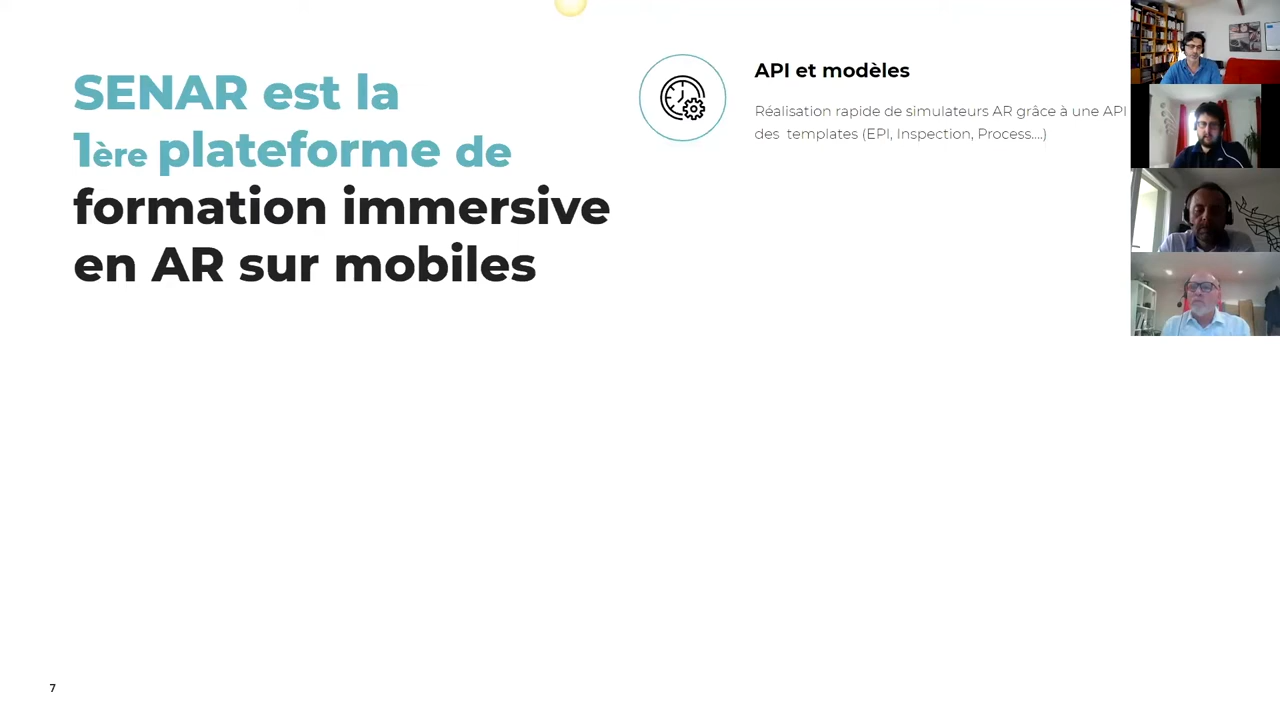 SENAR est la
1ère plateforme de
formation immersive
en AR sur mobiles
API et modèles
Réalisation rapide de simulateurs AR grâce à une API
des templates (EPI, Inspection, Process....)
7